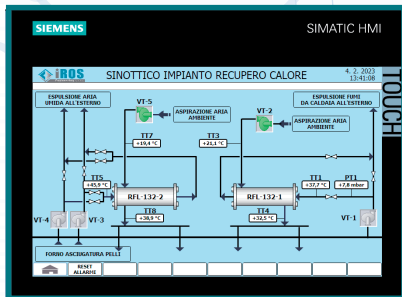 SIEMENS
SIMATIC HMI
iROS
SINOTTICO IMPIANTO RECUPERO CALORE
4. 2. 2023
13:41:08
TOUCH
ESPULSIONE ARIA
UMIDA ALL'ESTERNO
VT-5
ASPIRAZIONE ARIA
AMBIENTE
VT-2
ASPIRAZIONE ARIA
AMBIENTE
ESPULSIONE FUMI
DA CALDAIA ALL'ESTERNO
TT7
+19,4 °C
TT3
+21,1 °C
TT5
+45,9 °C
RFL-132-2
RFL-132-1
TT1
+37,7 °C
PT1
+7,8 mbar
VT-4
VT-3
TT8
+38,9 °C
TT4
+32,5 °C
VT-1
FORNO ASCIUGATURA PELLI
RESET
ALLARMI